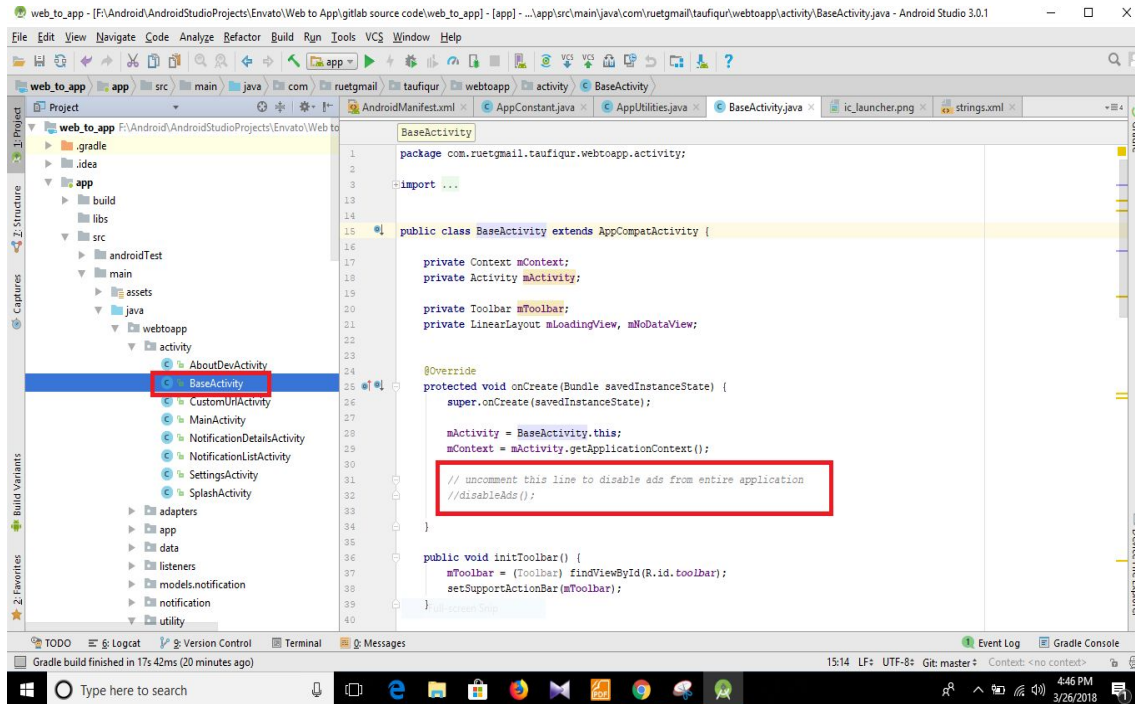 web_to_app - [F:\Android\AndroidStudioProjects\Envato\Web to App\gitlab source code\web_to_app] - [app] - ...\app\src\main\java\com\ruetgmail\taufiqur\webtoapp\activity\BaseActivity.java - Android Studio 3.0.1
File Edit View Navigate Code Analyze Refactor Build Run Tools VCS Window Help
app
web_to_app app src main java com ruetgmail taufiqur webtoapp activity BaseActivity
Project
AndroidManifest.xml AppConstant.java AppUtilities.java BaseActivity.java ic_launcher.png strings.xml
1: Project
7: Structure
Captures
Build Variants
2: Favorites
web_to_app F:\Android\AndroidStudioProjects\Envato\Web to
.gradle
.idea
app
build
libs
src
androidTest
main
assets
java
webtoapp
activity
AboutDevActivity
BaseActivity
CustomUrlActivity
MainActivity
NotificationDetailsActivity
NotificationListActivity
SettingsActivity
SplashActivity
adapters
app
data
listeners
models.notification
notification
utility
BaseActivity
1 package com.ruetgmail.taufiqur.webtoapp.activity;
2
3 import ...
13
14
15 public class BaseActivity extends AppCompatActivity {
16
17 private Context mContext;
18 private Activity mActivity;
19
20 private Toolbar mToolbar;
21 private LinearLayout mLoadingView, mNoDataView;
22
23
24 @Override
25 protected void onCreate(Bundle savedInstanceState) {
26 super.onCreate(savedInstanceState);
27
28 mActivity = BaseActivity.this;
29 mContext = mActivity.getApplicationContext();
30
31 // uncomment this line to disable ads from entire application
32 //disableAds();
33
34 }
35
36 public void initToolbar() {
37 mToolbar = (Toolbar) findViewById(R.id.toolbar);
38 setSupportActionBar(mToolbar);
39 }
40
TODO 6: Logcat 9: Version Control Terminal 0: Messages
1 Event Log Gradle Console
Gradle build finished in 17s 42ms (20 minutes ago)
15:14 LF UTF-8 Git: master Context: <no context>
Type here to search
4:46 PM
3/26/2018